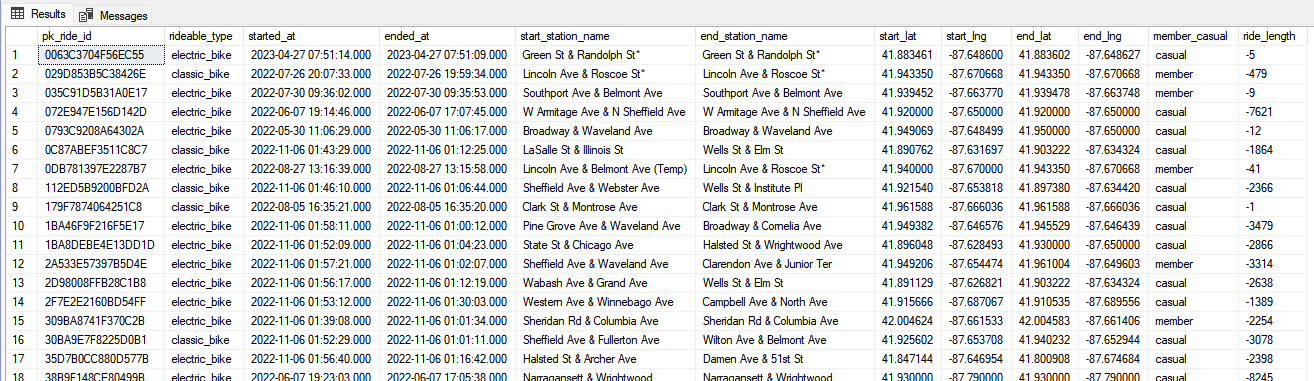 Results Messages
pk_ride_id rideable_type started_at ended_at start_station_name end_station_name start_lat start_lng end_lat end_lng member_casual ride_length
1 0063C3704F56EC55 electric_bike 2023-04-27 07:51:14.000 2023-04-27 07:51:09.000 Green St & Randolph St* Green St & Randolph St* 41.883461 -87.648600 41.883602 -87.648627 casual -5
2 029D853B5C38426E classic_bike 2022-07-26 20:07:33.000 2022-07-26 19:59:34.000 Lincoln Ave & Roscoe St* Lincoln Ave & Roscoe St* 41.943350 -87.670668 41.943350 -87.670668 member -479
3 035C91D5B31A0E17 electric_bike 2022-07-30 09:36:02.000 2022-07-30 09:35:53.000 Southport Ave & Belmont Ave Southport Ave & Belmont Ave 41.939452 -87.663770 41.939478 -87.663748 member -9
4 072E947E156D142D electric_bike 2022-06-07 19:14:46.000 2022-06-07 17:07:45.000 W Armitage Ave & N Sheffield Ave W Armitage Ave & N Sheffield Ave 41.920000 -87.650000 41.920000 -87.650000 casual -7621
5 0793C9208A64302A electric_bike 2022-05-30 11:06:29.000 2022-05-30 11:06:17.000 Broadway & Waveland Ave Broadway & Waveland Ave 41.949069 -87.648499 41.950000 -87.650000 casual -12
6 0C87ABEF3511C8C7 classic_bike 2022-11-06 01:43:29.000 2022-11-06 01:12:25.000 LaSalle St & Illinois St Wells St & Elm St 41.890762 -87.631697 41.903222 -87.634324 casual -1864
7 0DB781397E2287B7 electric_bike 2022-08-27 13:16:39.000 2022-08-27 13:15:58.000 Lincoln Ave & Belmont Ave (Temp) Lincoln Ave & Roscoe St* 41.940000 -87.670000 41.943350 -87.670668 member -41
8 112ED5B9200BFD2A classic_bike 2022-11-06 01:46:10.000 2022-11-06 01:06:44.000 Sheffield Ave & Webster Ave Wells St & Institute Pl 41.921540 -87.653818 41.897380 -87.634420 casual -2366
9 179F7874064251C8 classic_bike 2022-08-05 16:35:21.000 2022-08-05 16:35:20.000 Clark St & Montrose Ave Clark St & Montrose Ave 41.961588 -87.666036 41.961588 -87.666036 casual -1
10 1BA46F9F216F5E17 electric_bike 2022-11-06 01:58:11.000 2022-11-06 01:00:12.000 Pine Grove Ave & Waveland Ave Broadway & Cornelia Ave 41.949382 -87.646576 41.945529 -87.646439 casual -3479
11 1BA8DEBE4E13DD1D electric_bike 2022-11-06 01:52:09.000 2022-11-06 01:04:23.000 State St & Chicago Ave Halsted St & Wrightwood Ave 41.896048 -87.628493 41.930000 -87.650000 casual -2866
12 2A533E57397B5D4E electric_bike 2022-11-06 01:57:21.000 2022-11-06 01:02:07.000 Sheffield Ave & Waveland Ave Clarendon Ave & Junior Ter 41.949206 -87.654474 41.961004 -87.649603 member -3314
13 2D98008FFB28C1B8 electric_bike 2022-11-06 01:56:17.000 2022-11-06 01:12:19.000 Wabash Ave & Grand Ave Wells St & Elm St 41.891129 -87.626821 41.903222 -87.634324 casual -2638
14 2F7E2E2160BD54FF electric_bike 2022-11-06 01:53:12.000 2022-11-06 01:30:03.000 Western Ave & Winnebago Ave Campbell Ave & North Ave 41.915666 -87.687067 41.910535 -87.689556 casual -1389
15 309BA8741F370C2B electric_bike 2022-11-06 01:39:08.000 2022-11-06 01:01:34.000 Sheridan Rd & Columbia Ave Sheridan Rd & Columbia Ave 42.004624 -87.661533 42.004583 -87.661406 member -2254
16 30BA9E7F8225D0B1 classic_bike 2022-11-06 01:52:29.000 2022-11-06 01:01:11.000 Sheffield Ave & Fullerton Ave Wilton Ave & Belmont Ave 41.925602 -87.653708 41.940232 -87.652944 casual -3078
17 35D7B0CC880D577B electric_bike 2022-11-06 01:56:40.000 2022-11-06 01:16:42.000 Halsted St & Archer Ave Damen Ave & 51st St 41.847144 -87.646954 41.800908 -87.674684 casual -2398
18 38B9F148CE80499B electric_bike 2022-06-07 19:23:03.000 2022-06-07 17:05:38.000 Narragansett & Wrightwood Narragansett & Wrightwood 41.930000 -87.790000 41.930000 -87.790000 casual -8245